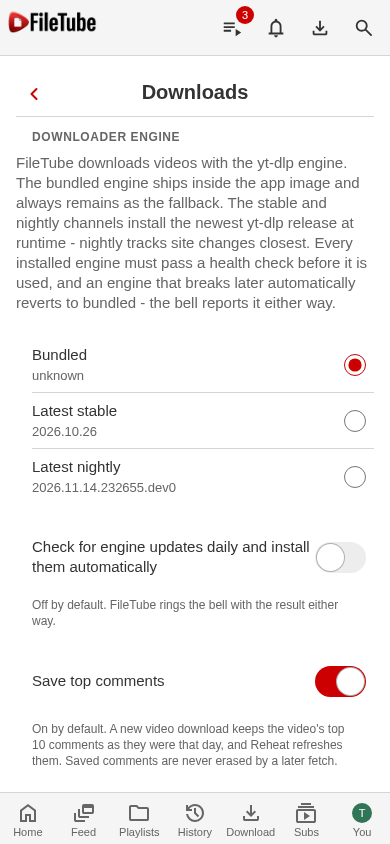 FileTube
3
Downloads
DOWNLOADER ENGINE
FileTube downloads videos with the yt-dlp engine.
The bundled engine ships inside the app image and
always remains as the fallback. The stable and
nightly channels install the newest yt-dlp release at
runtime - nightly tracks site changes closest. Every
installed engine must pass a health check before it is
used, and an engine that breaks later automatically
reverts to bundled - the bell reports it either way.
Bundled
unknown
Latest stable
2026.10.26
Latest nightly
2026.11.14.232655.dev0
Check for engine updates daily and install
them automatically
Off by default. FileTube rings the bell with the result either
way.
Save top comments
On by default. A new video download keeps the video's top
10 comments as they were that day, and Reheat refreshes
them. Saved comments are never erased by a later fetch.
T
Home Feed Playlists History Download Subs You